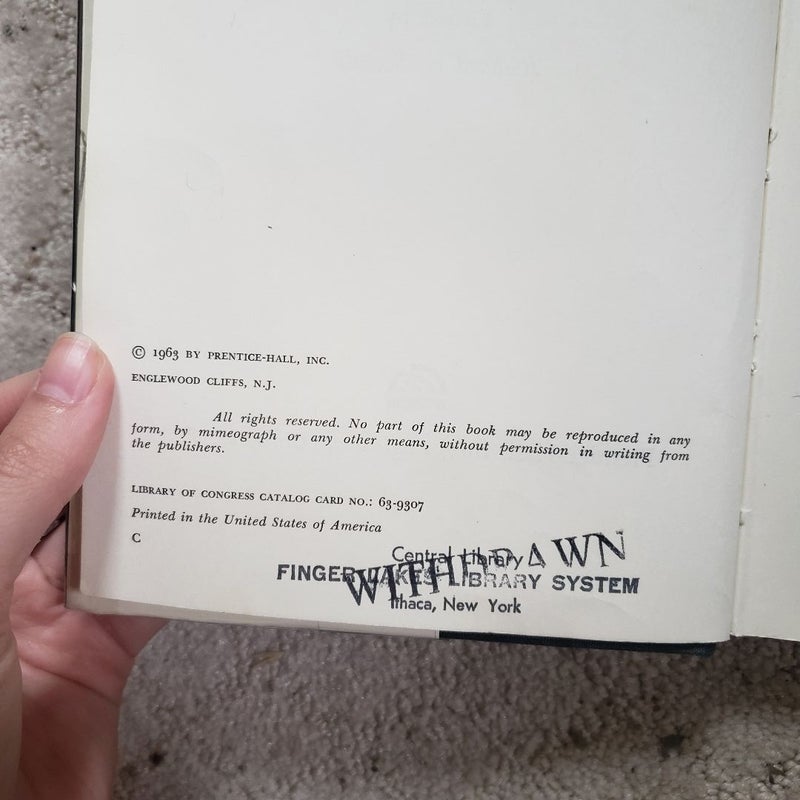 © 1963 BY PRENTICE-HALL, INC.
ENGLEWOOD CLIFFS, N.J.
All rights reserved. No part of this book may be reproduced in any
form, by mimeograph or any other means, without permission in writing from
the publishers.
LIBRARY OF CONGRESS CATALOG CARD NO.: 63-9307
Printed in the United States of America
C
Central Library
WITHDRAWN
FINGER LAKES LIBRARY SYSTEM
Ithaca, New York